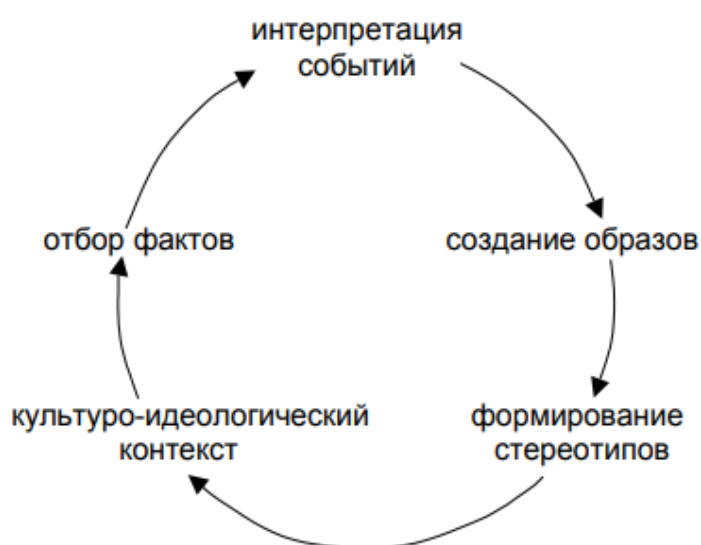 интерпретация
событий
отбор фактов
создание образов
культуро-идеологический
контекст
формирование
стереотипов